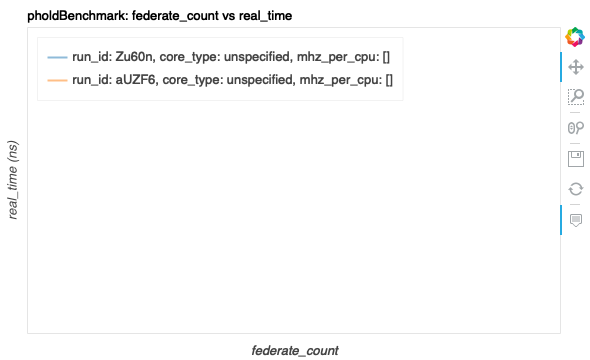 pholdBenchmark: federate_count vs real_time
run_id: Zu60n, core_type: unspecified, mhz_per_cpu: []
run_id: aUZF6, core_type: unspecified, mhz_per_cpu: []
real_time (ns)
federate_count